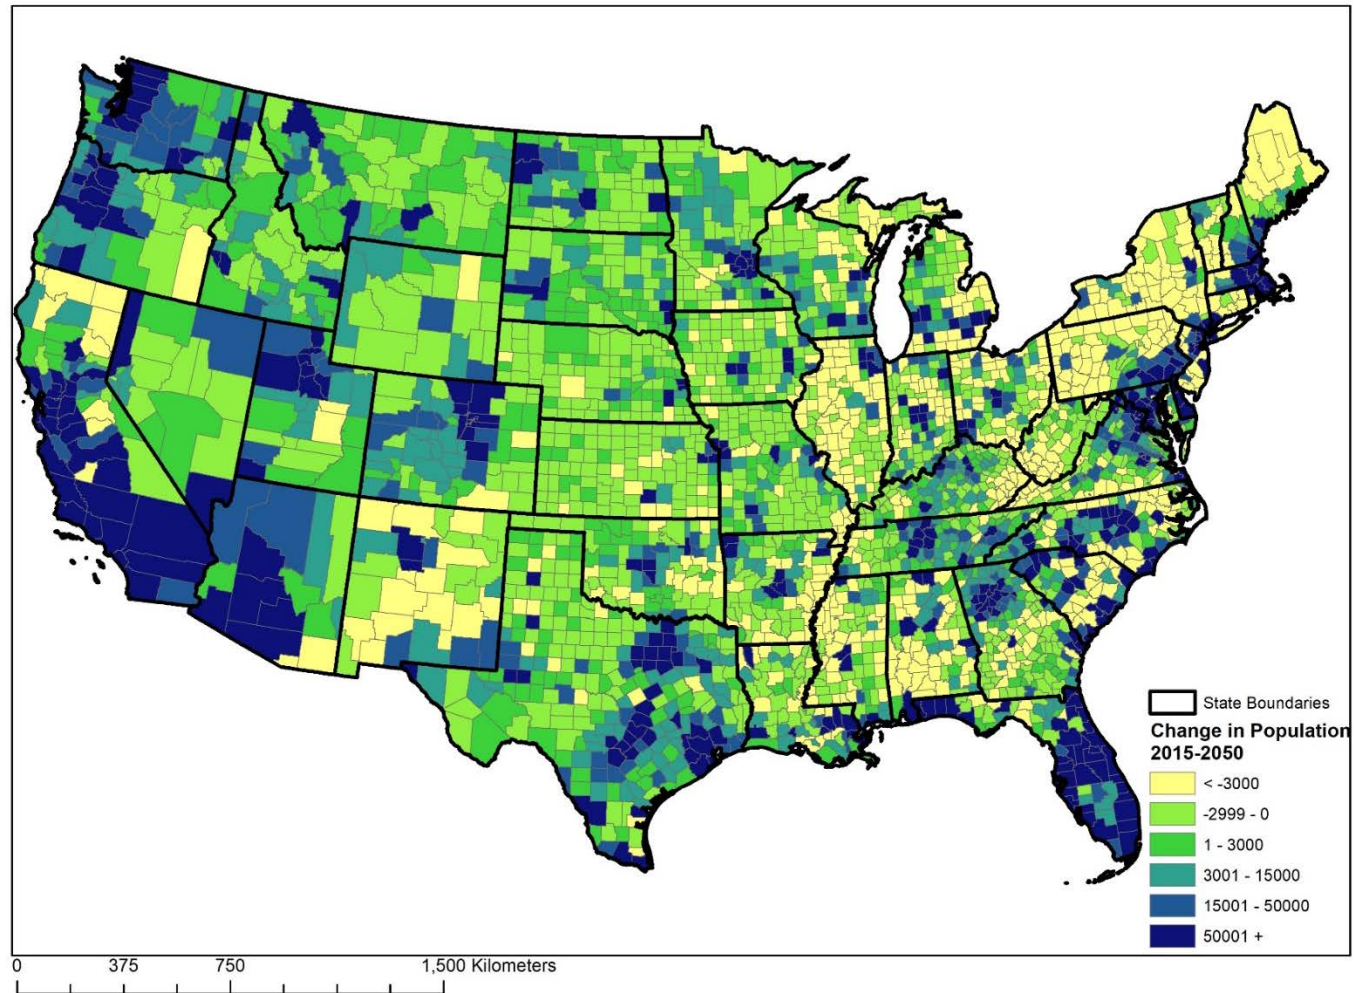 State Boundaries
Change in Population
2015-2050
< -3000
-2999 - 0
1 - 3000
3001 - 15000
15001 - 50000
50001 +
0 375 750 1,500 Kilometers